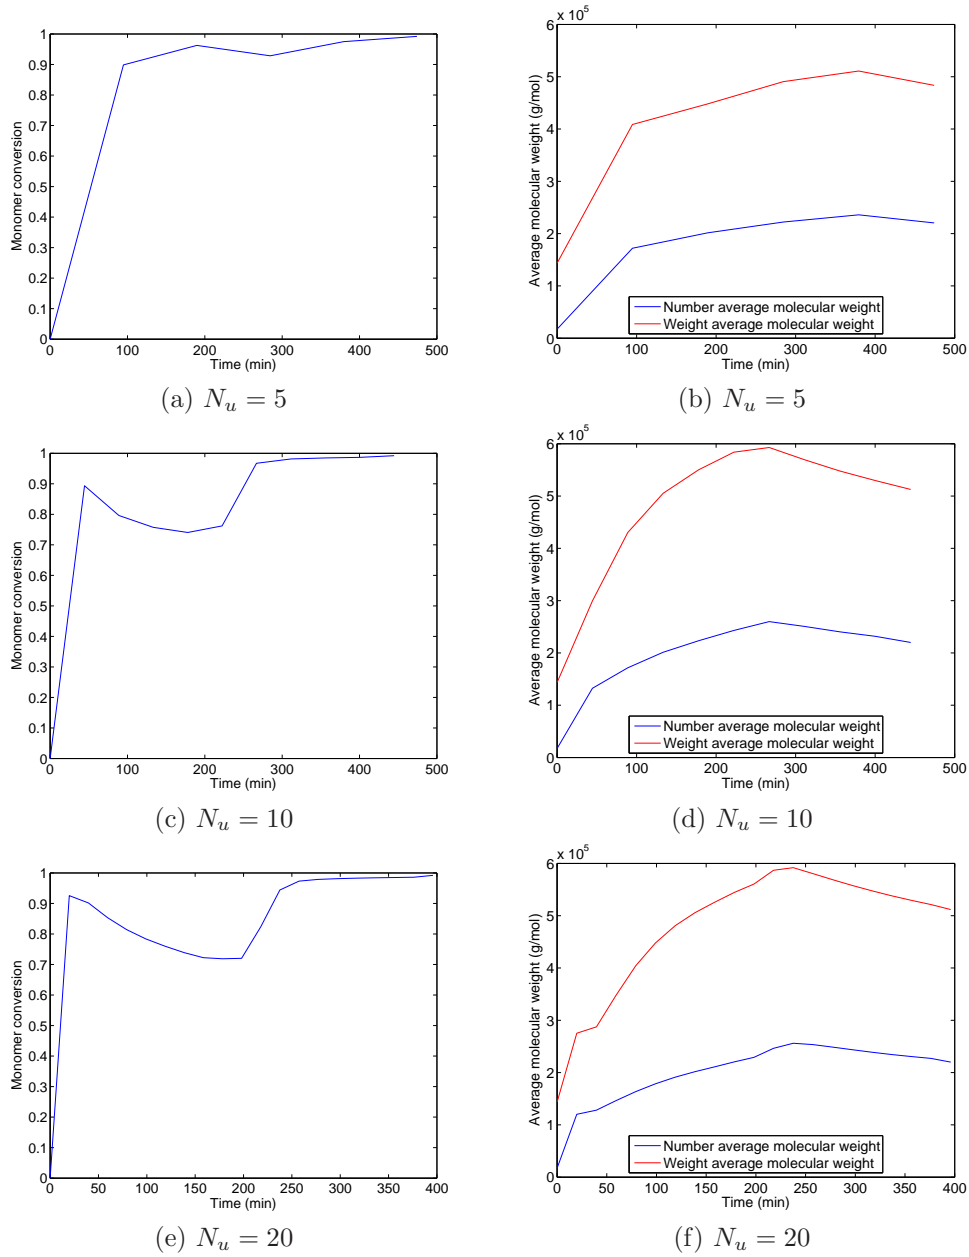 1
0.9
0.8
0.7
0.6
0.5
0.4
0.3
0.2
0.1
0
Monomer conversion
0 100 200 300 400 500
Time (min)
(a) N_u = 5
x 10^5
6
5
4
3
2
1
0
Average molecular weight (g/mol)
Number average molecular weight
Weight average molecular weight
0 100 200 300 400 500
Time (min)
(b) N_u = 5
1
0.9
0.8
0.7
0.6
0.5
0.4
0.3
0.2
0.1
0
Monomer conversion
0 100 200 300 400 500
Time (min)
(c) N_u = 10
x 10^5
6
5
4
3
2
1
0
Average molecular weight (g/mol)
Number average molecular weight
Weight average molecular weight
0 100 200 300 400 500
Time (min)
(d) N_u = 10
1
0.9
0.8
0.7
0.6
0.5
0.4
0.3
0.2
0.1
0
Monomer conversion
0 50 100 150 200 250 300 350 400
Time (min)
(e) N_u = 20
x 10^5
6
5
4
3
2
1
0
Average molecular weight (g/mol)
Number average molecular weight
Weight average molecular weight
0 50 100 150 200 250 300 350 400
Time (min)
(f) N_u = 20